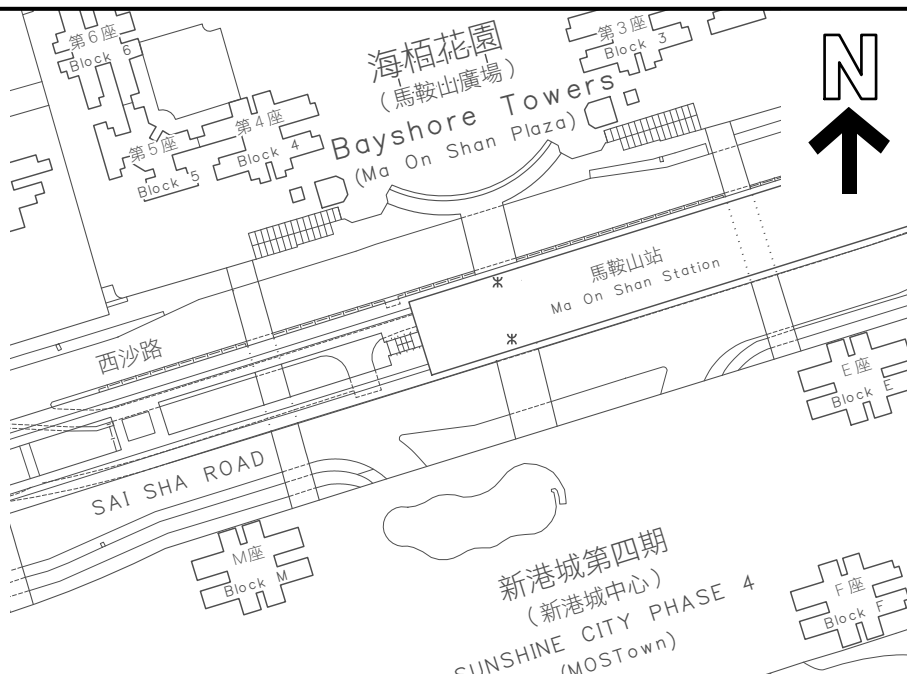 第6座
Block 6
第5座
Block 5
第4座
Block 4
海栢花園
(馬鞍山廣場)
Bayshore Towers
(Ma On Shan Plaza)
第3座
Block 3
N
馬鞍山站
Ma On Shan Station
西沙路
SAI SHA ROAD
E座
Block E
M座
Block M
新港城第四期
(新港城中心)
SUNSHINE CITY PHASE 4
(MOSTown)
F座
Block F